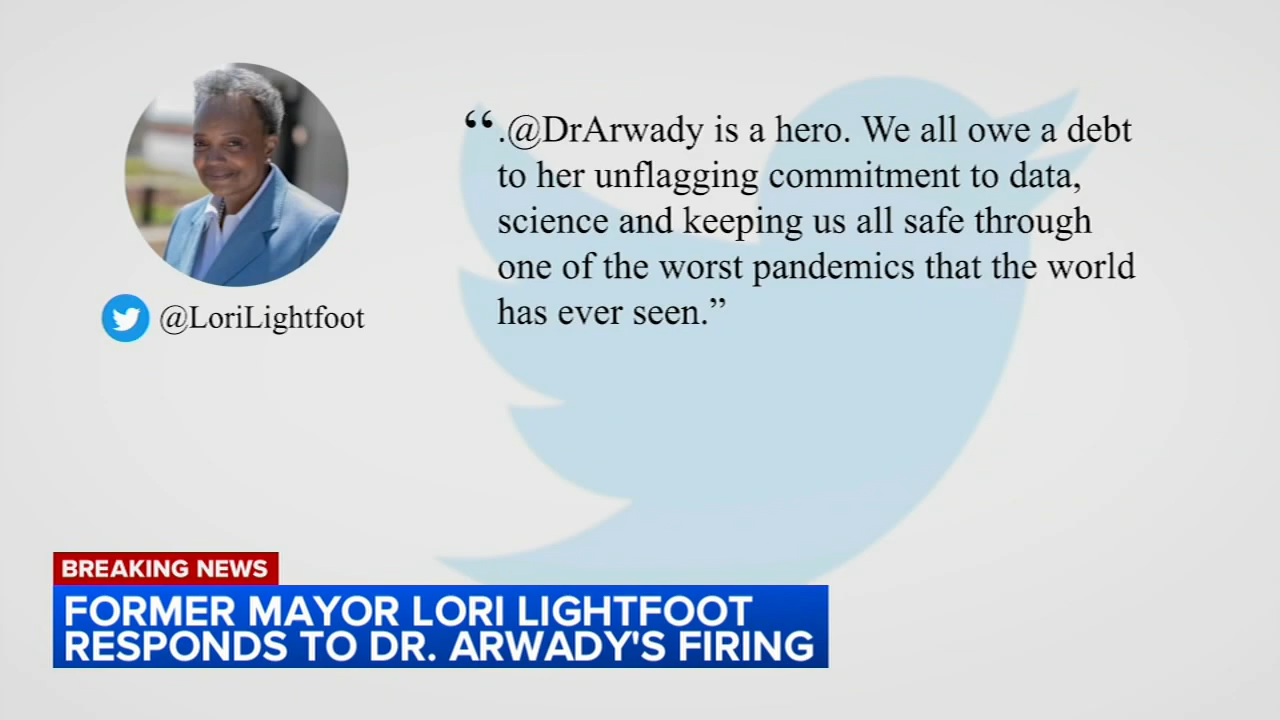 “.@DrArwady is a hero. We all owe a debt
to her unflagging commitment to data,
science and keeping us all safe through
one of the worst pandemics that the world
has ever seen.”
@LoriLightfoot
BREAKING NEWS
FORMER MAYOR LORI LIGHTFOOT
RESPONDS TO DR. ARWADY'S FIRING